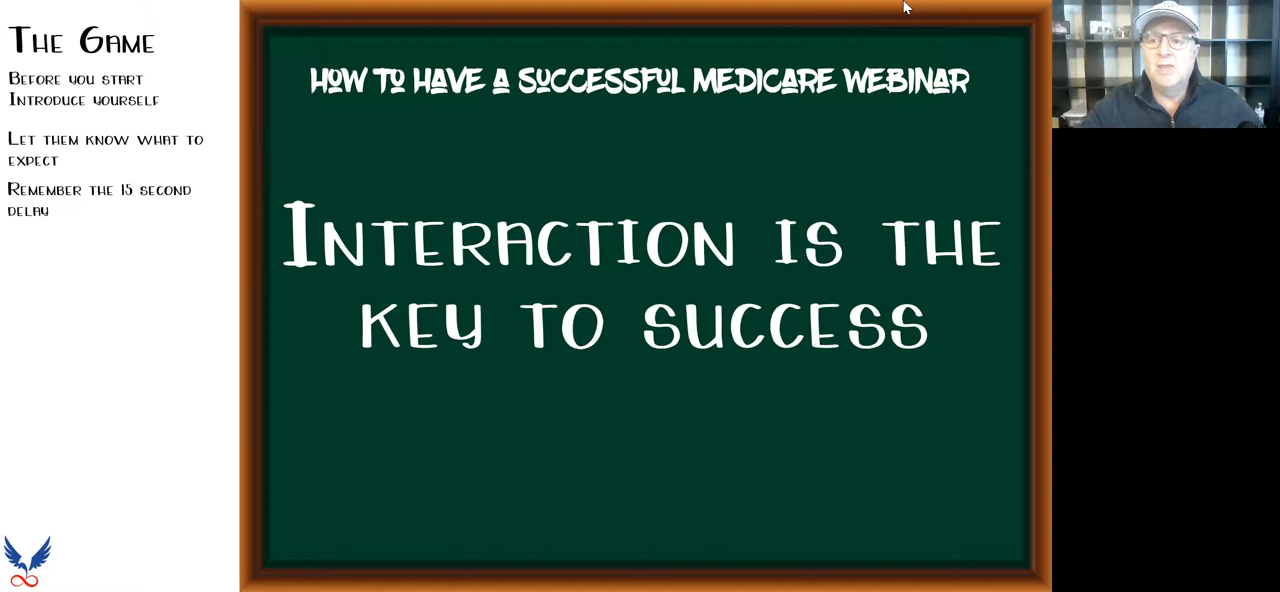 The Game
Before you start
Introduce yourself
Let them know what to
expect
Remember the 15 second
delay
How to Have a Successful Medicare Webinar
Interaction is the
key to success